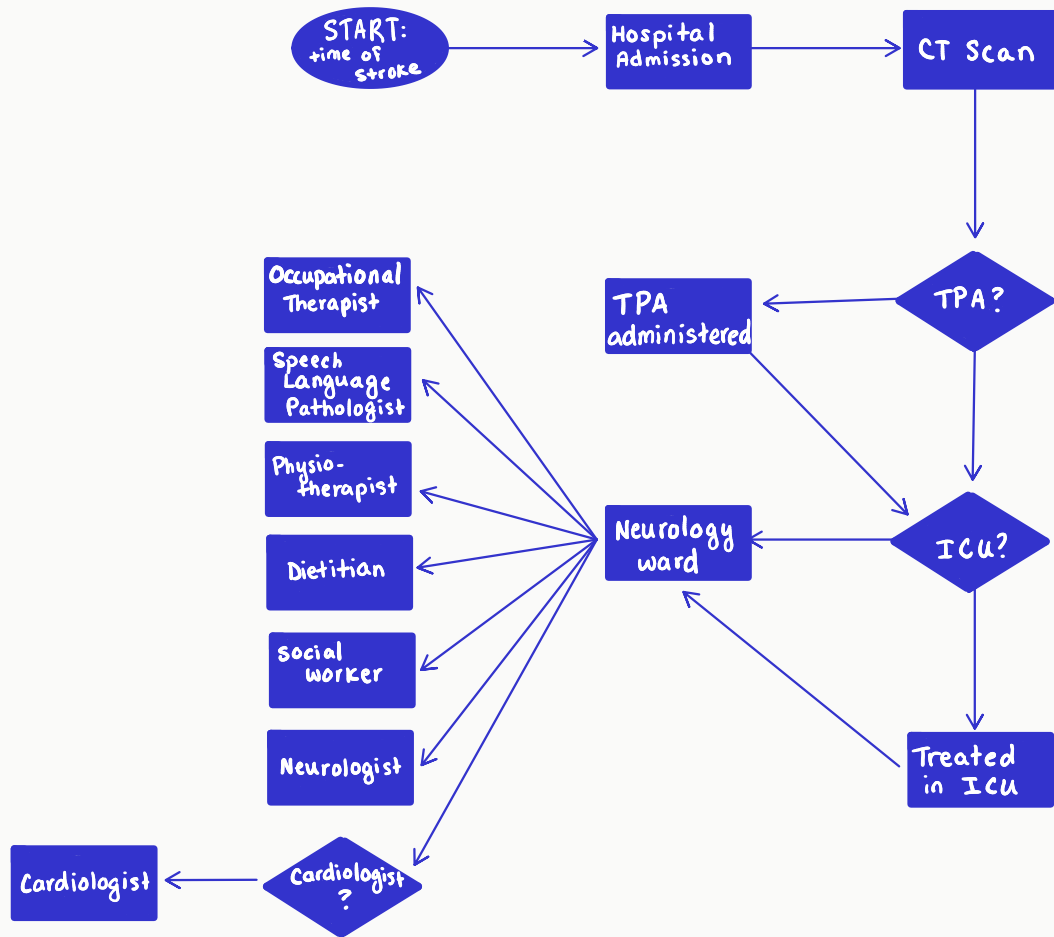 START:
time of
stroke
Hospital
Admission
CT Scan
TPA?
TPA
administered
ICU?
Neurology
ward
Treated
in ICU
Occupational
Therapist
Speech
Language
Pathologist
Physio-
therapist
Dietitian
social
worker
Neurologist
Cardiologist
?
Cardiologist